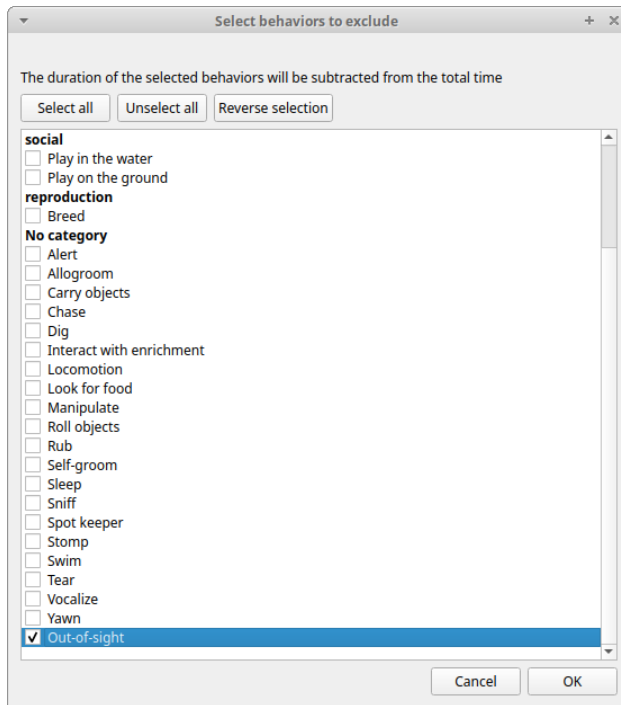 Select behaviors to exclude
The duration of the selected behaviors will be subtracted from the total time
Select all Unselect all Reverse selection
social
Play in the water
Play on the ground
reproduction
Breed
No category
Alert
Allogroom
Carry objects
Chase
Dig
Interact with enrichment
Locomotion
Look for food
Manipulate
Roll objects
Rub
Self-groom
Sleep
Sniff
Spot keeper
Stomp
Swim
Tear
Vocalize
Yawn
Out-of-sight
Cancel OK